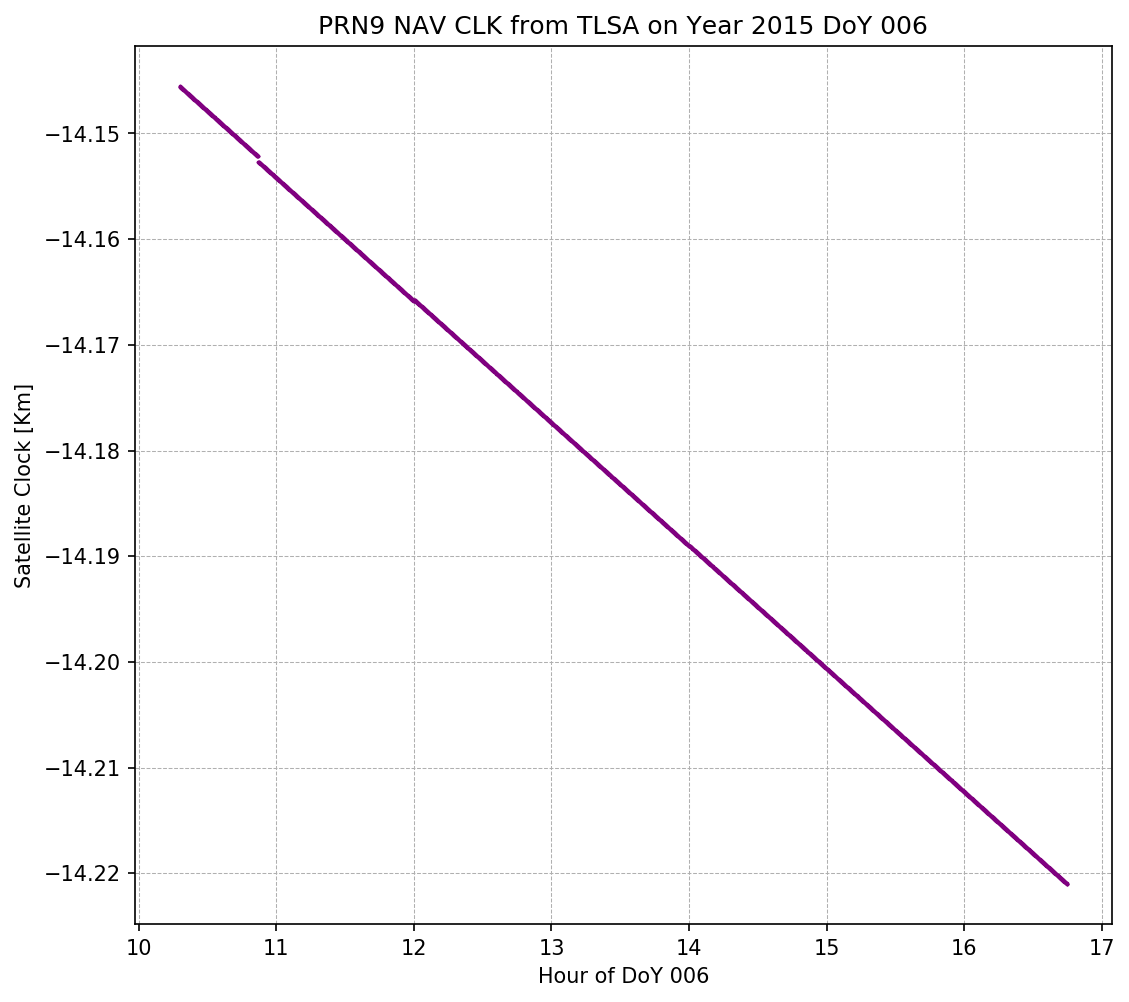 PRN9 NAV CLK from TLSA on Year 2015 DoY 006
Satellite Clock [Km]
−14.15
−14.16
−14.17
−14.18
−14.19
−14.20
−14.21
−14.22
10 11 12 13 14 15 16 17
Hour of DoY 006